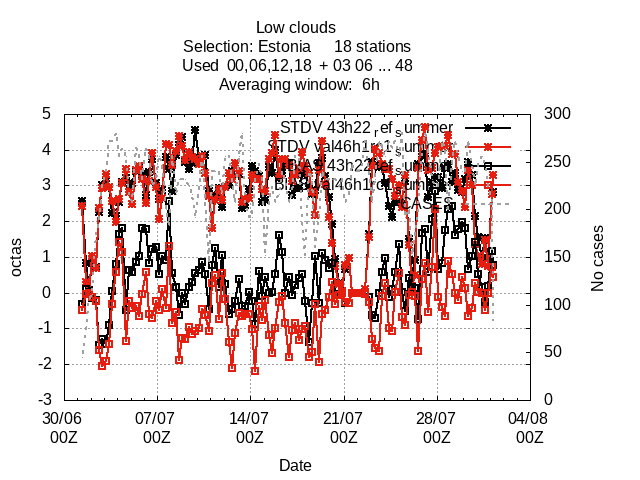 Low clouds
Selection: Estonia 18 stations
Used 00,06,12,18 + 03 06 ... 48
Averaging window: 6h
STDV 43h22_ref_summer
STDV
BIAS
CASES
octas
No cases
5
4
3
2
1
0
-1
-2
-3
300
250
200
150
100
50
0
30/06 07/07 14/07 21/07 28/07 04/08
00Z 00Z 00Z 00Z 00Z 00Z
Date